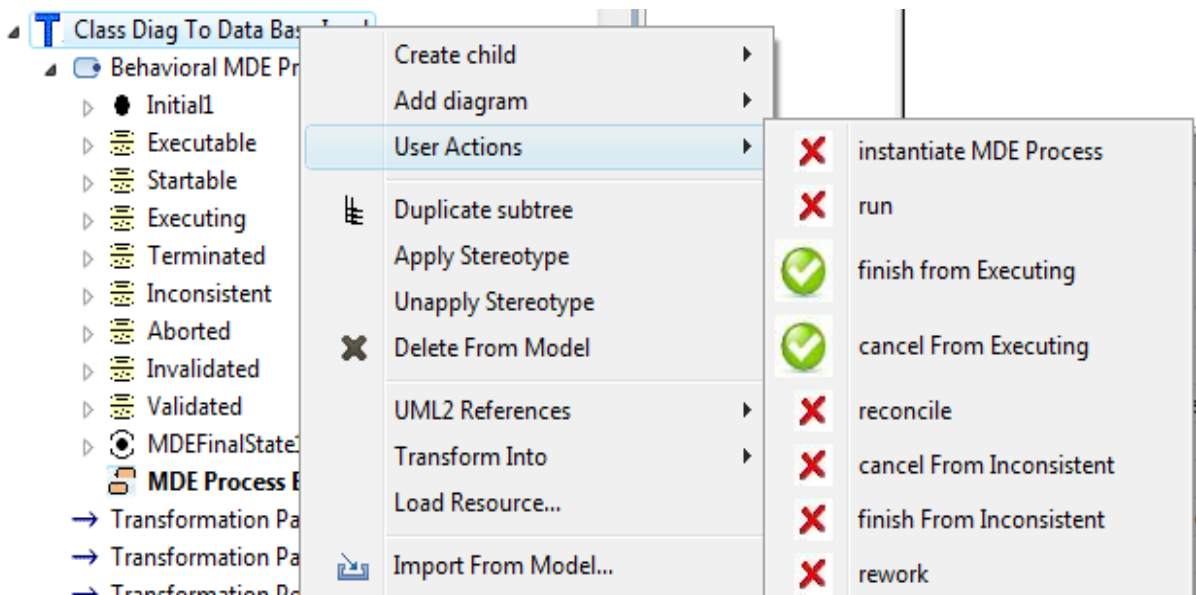 Class Diag To Data Bas
Behavioral MDE Pr
Initial1
Executable
Startable
Executing
Terminated
Inconsistent
Aborted
Invalidated
Validated
MDEFinalState1
MDE Process E
Transformation Pa
Transformation Pa
Create child
Add diagram
User Actions
Duplicate subtree
Apply Stereotype
Unapply Stereotype
Delete From Model
UML2 References
Transform Into
Load Resource...
Import From Model...
instantiate MDE Process
run
finish from Executing
cancel From Executing
reconcile
cancel From Inconsistent
finish From Inconsistent
rework